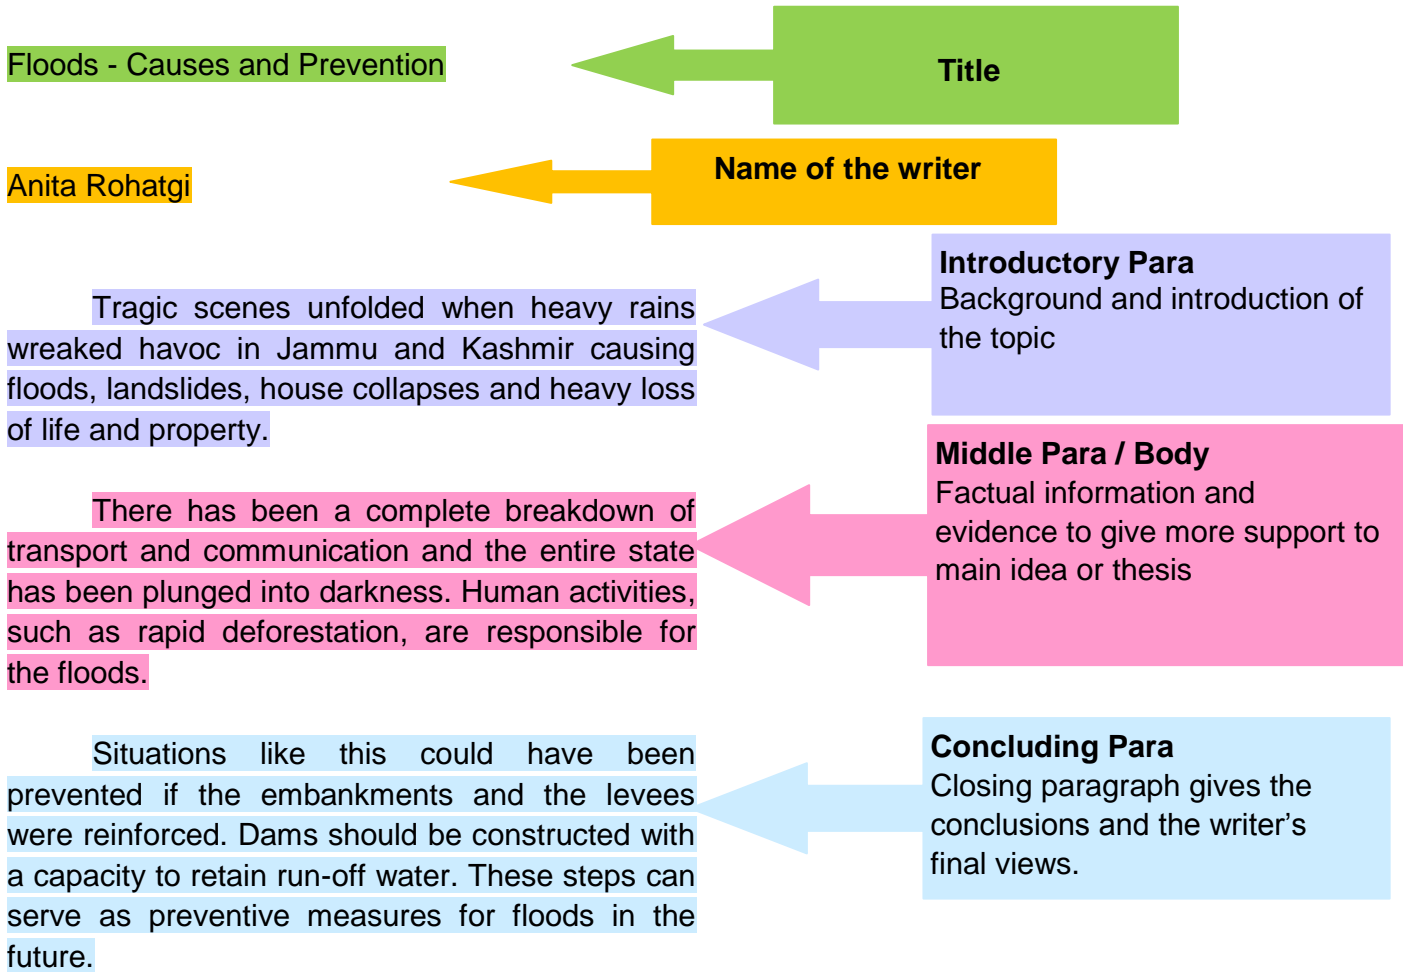 Floods - Causes and Prevention
Title
Anita Rohatgi
Name of the writer
Tragic scenes unfolded when heavy rains
wreaked havoc in Jammu and Kashmir causing
floods, landslides, house collapses and heavy loss
of life and property.
Introductory Para
Background and introduction of
the topic
There has been a complete breakdown of
transport and communication and the entire state
has been plunged into darkness. Human activities,
such as rapid deforestation, are responsible for
the floods.
Middle Para / Body
Factual information and
evidence to give more support to
main idea or thesis
Situations like this could have been
prevented if the embankments and the levees
were reinforced. Dams should be constructed with
a capacity to retain run-off water. These steps can
serve as preventive measures for floods in the
future.
Concluding Para
Closing paragraph gives the
conclusions and the writer’s
final views.